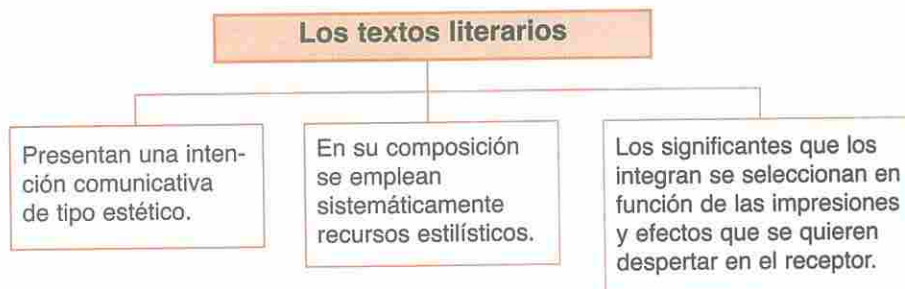 Los textos literarios
Presentan una inten-
ción comunicativa
de tipo estético.
En su composición
se emplean
sistemáticamente
recursos estilísticos.
Los significantes que los
integran se seleccionan en
función de las impresiones
y efectos que se quieren
despertar en el receptor.